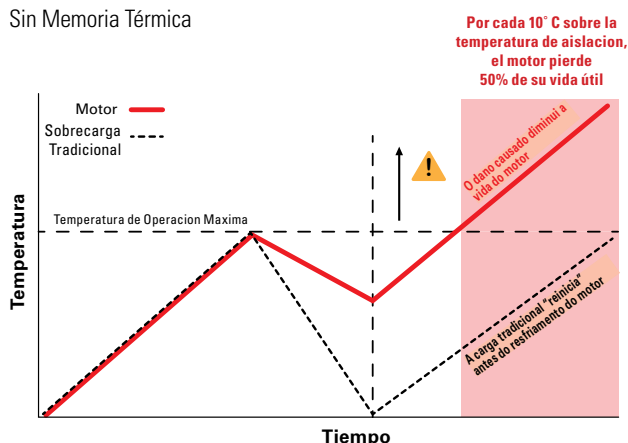 Sin Memoria Térmica
Por cada 10˚ C sobre la
temperatura de aislacion,
el motor pierde
50% de su vida útil
Motor
Sobrecarga
Tradicional
!
Temperatura de Operacion Maxima
O dano causado diminui a
vida do motor
A carga tradicional "reinicia"
antes do resfriamento do motor
Temperatura
Tiempo